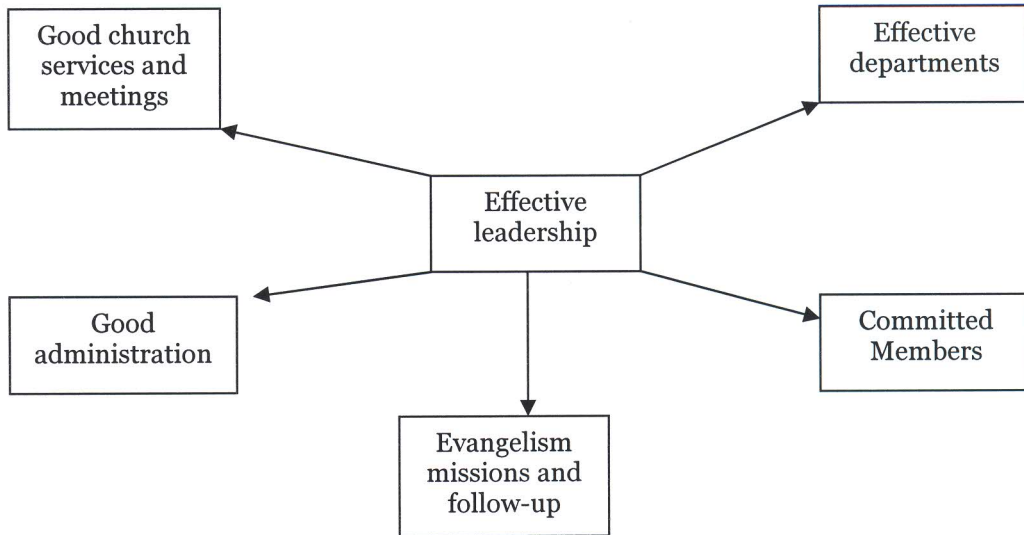 Good church
services and
meetings
Effective
departments
Effective
leadership
Good
administration
Committed
Members
Evangelism
missions and
follow-up